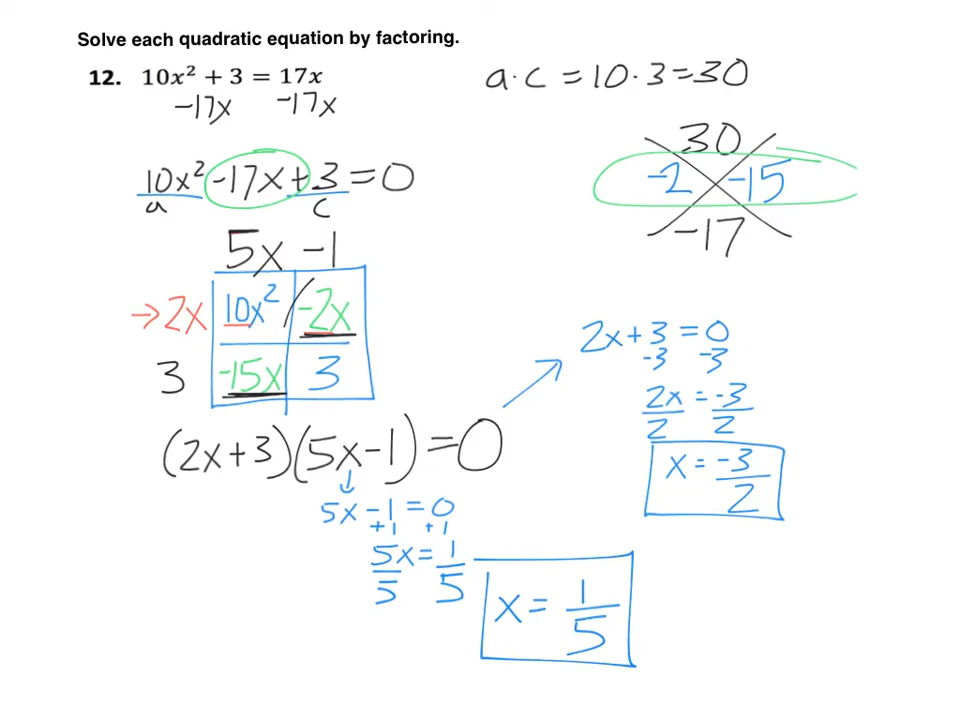 Solve each quadratic equation by factoring.
12. 10x² + 3 = 17x
-17x -17x
a · c = 10 · 3 = 30
30
-2 -15
-17
10x² -17x + 3 = 0
a c
5x -1
→ 2x 10x² -2x
3 -15x 3
(2x+3)(5x-1) = 0
5x - 1 = 0
+1 +1
5x/5 = 1/5
x = 1/5
2x+3 = 0
-3 -3
2x/2 = -3/2
x = -3/2